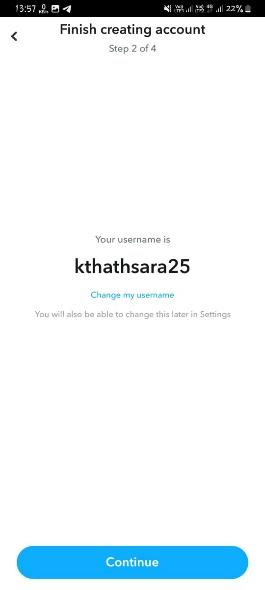 13:57
22%
Finish creating account
Step 2 of 4
Your username is
kthathsara25
Change my username
You will also be able to change this later in Settings
Continue